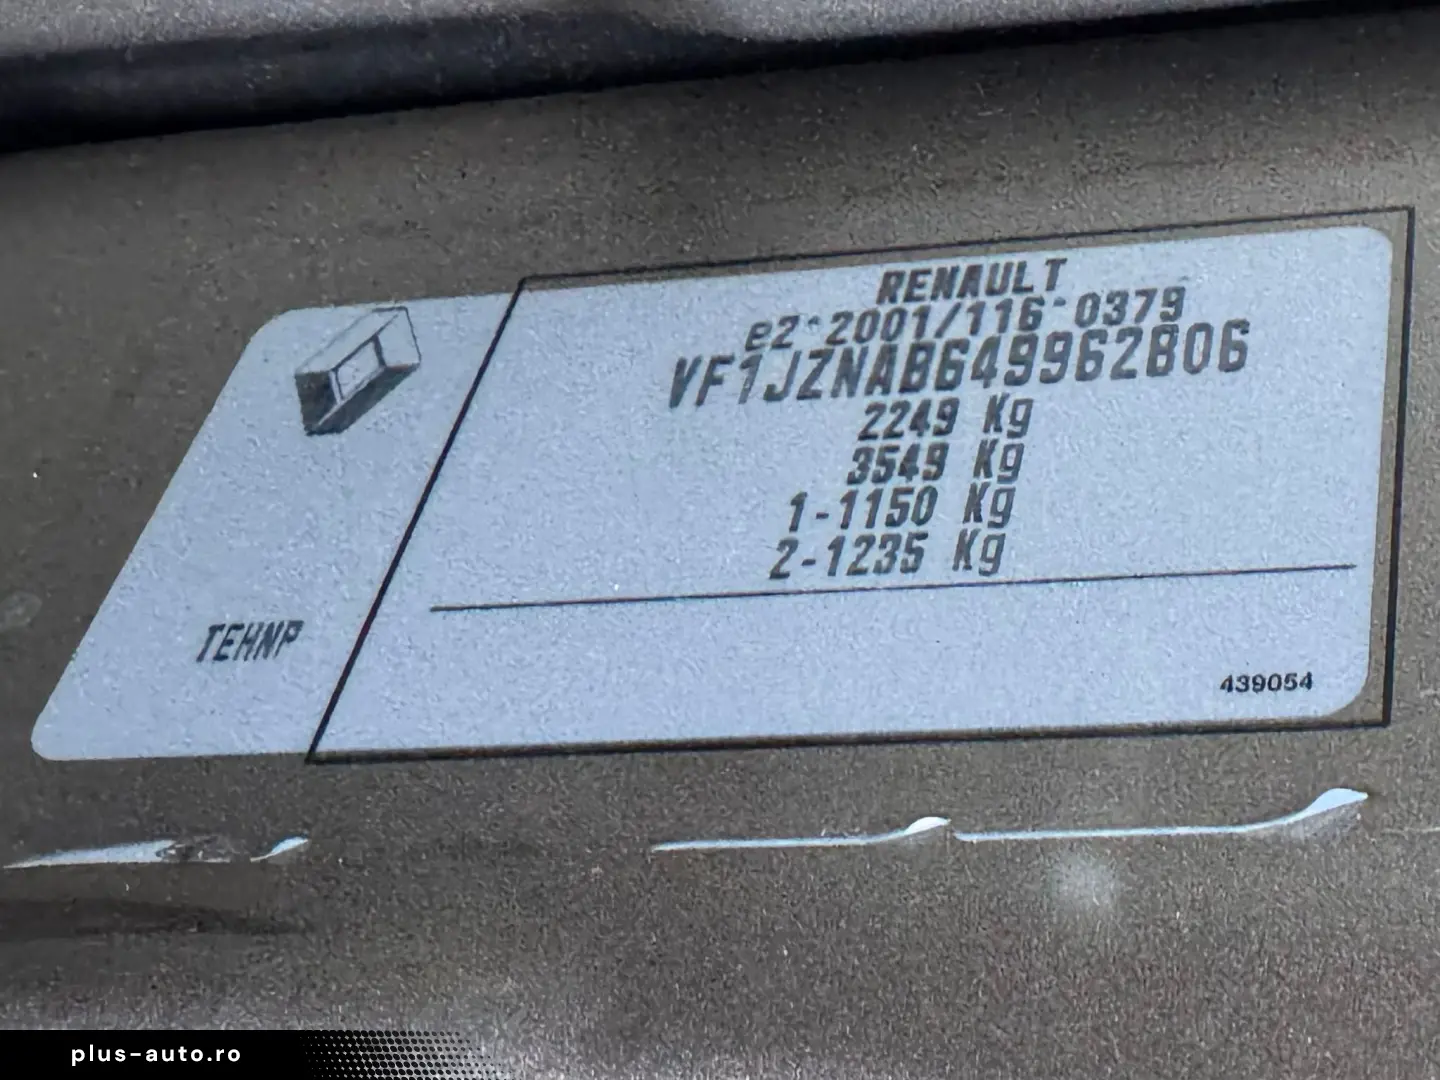 RENAULT
e2*2001/116*0379
VF1JZNAB649962806
2249 Kg
3549 Kg
1-1150 Kg
2-1235 Kg
TEHNP
439054
plus-auto.ro